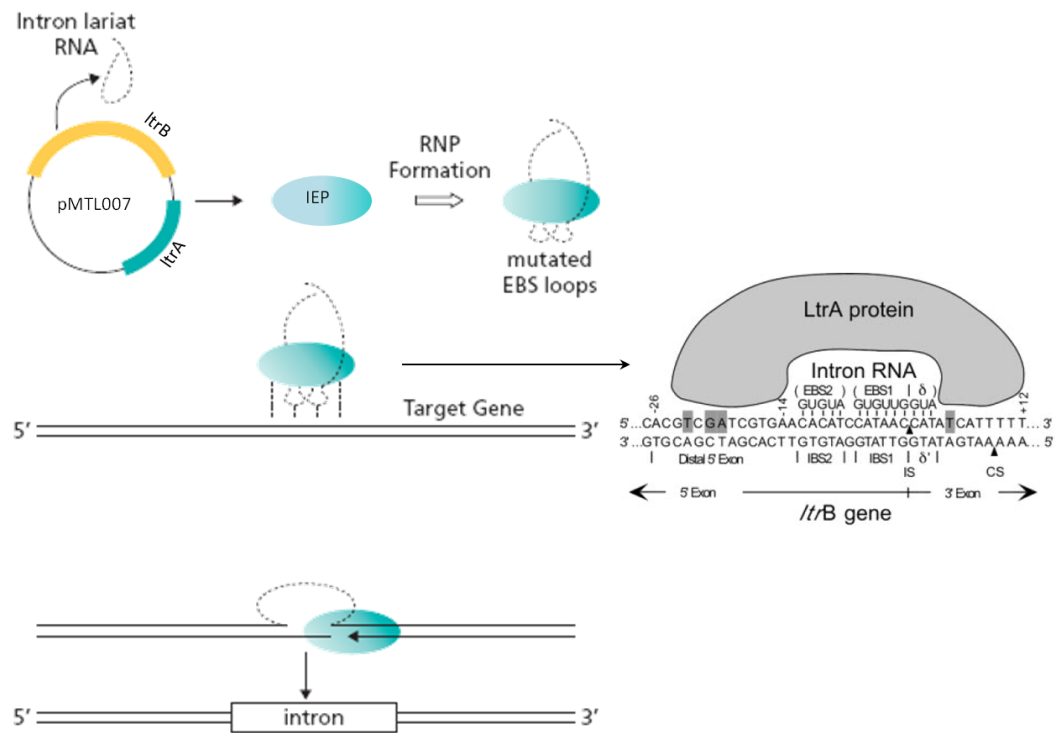 Intron lariat
RNA
ltrB
pMTL007
ltrA
IEP
RNP
Formation
mutated
EBS loops
Target Gene
5′ 3′
LtrA protein
Intron RNA
(EBS2) (EBS1 | δ )
-26 -14 GUGUA GUGUUGGUA +12
5′...CACGTCGATCGTGAACACATCCATAACCATATCATTTTT...3′
3′...GTGCAGCTAGCACTTGTGTAGGTATTGGTATAGTAAAAA...5′
| Distal 5′ Exon | IBS2 | | IBS1 | δ′ |
IS CS
5′ Exon 3′ Exon
ltrB gene
5′ intron 3′